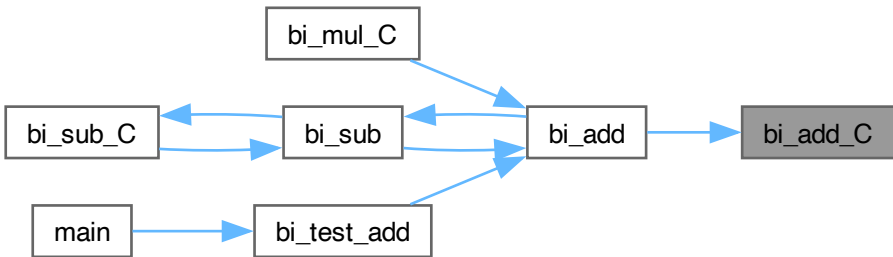 bi_mul_C
bi_sub_C
bi_sub
bi_add
bi_add_C
main
bi_test_add